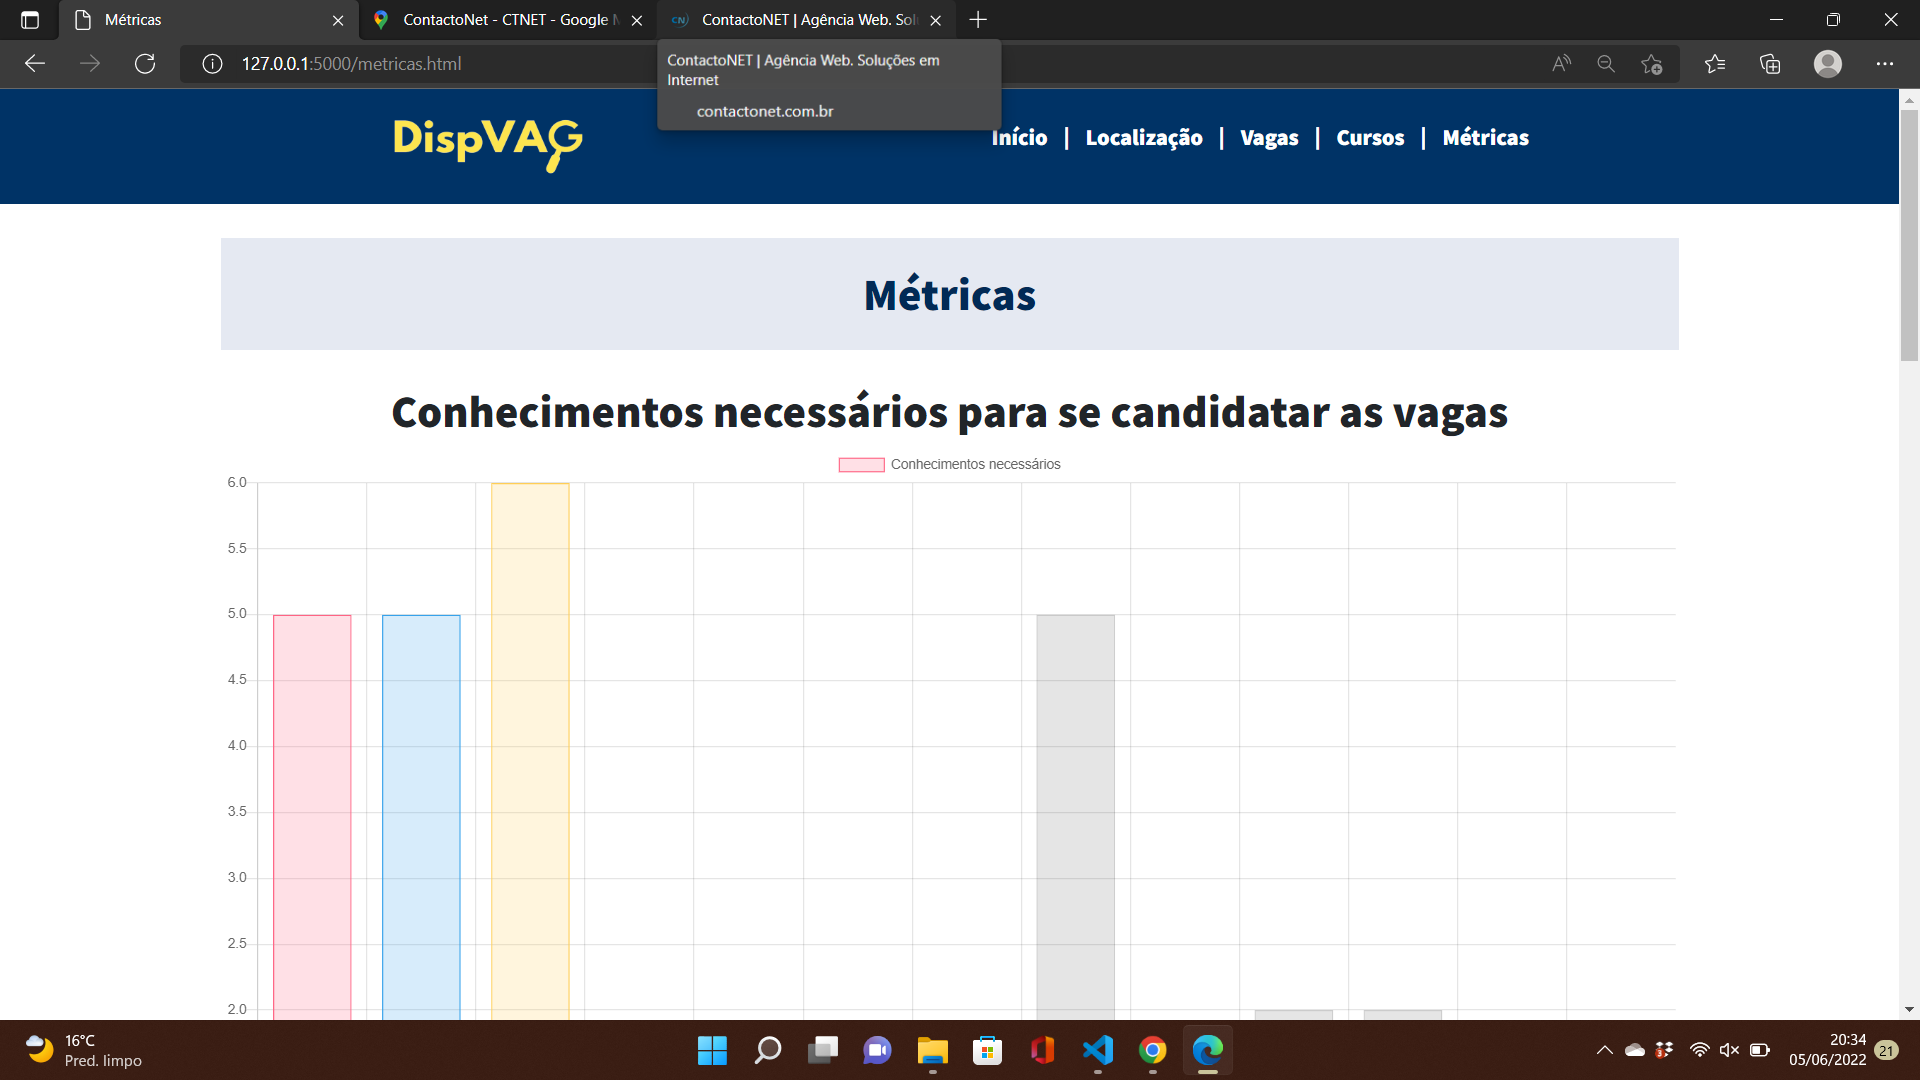 Métricas
ContactoNet - CTNET - Google
ContactoNET | Agência Web. Sol
127.0.0.1:5000/metricas.html
ContactoNET | Agência Web. Soluções em
Internet
contactonet.com.br
DispVAG
Início | Localização | Vagas | Cursos | Métricas
Métricas
Conhecimentos necessários para se candidatar as vagas
Conhecimentos necessários
6.0
5.5
5.0
4.5
4.0
3.5
3.0
2.5
2.0
16°C
Pred. limpo
3
20:34
05/06/2022
21